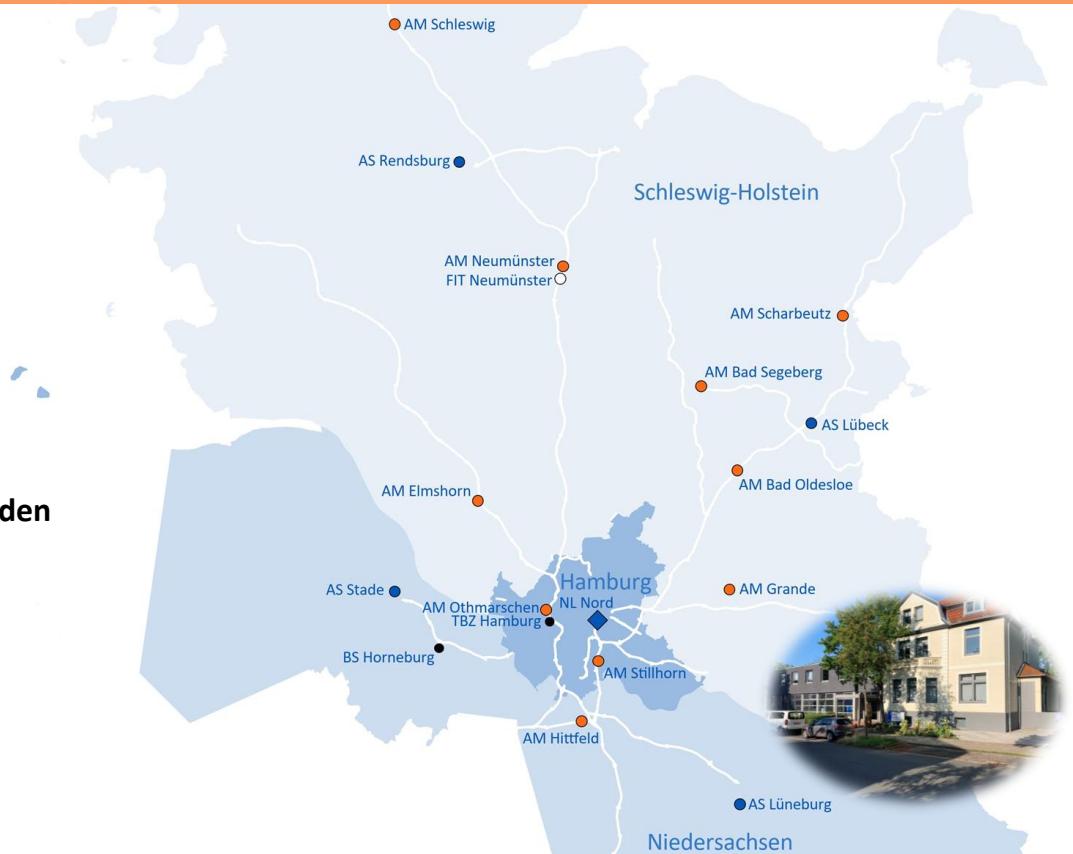 AM Schleswig
AS Rendsburg
Schleswig-Holstein
AM Neumünster
FIT Neumünster
AM Scharbeutz
AM Bad Segeberg
AS Lübeck
AM Bad Oldesloe
AM Elmshorn
den
Hamburg
AS Stade
AM Grande
NL Nord
AM Othmarschen
TBZ Hamburg
BS Horneburg
AM Stillhorn
AM Hittfeld
AS Lüneburg
Niedersachsen